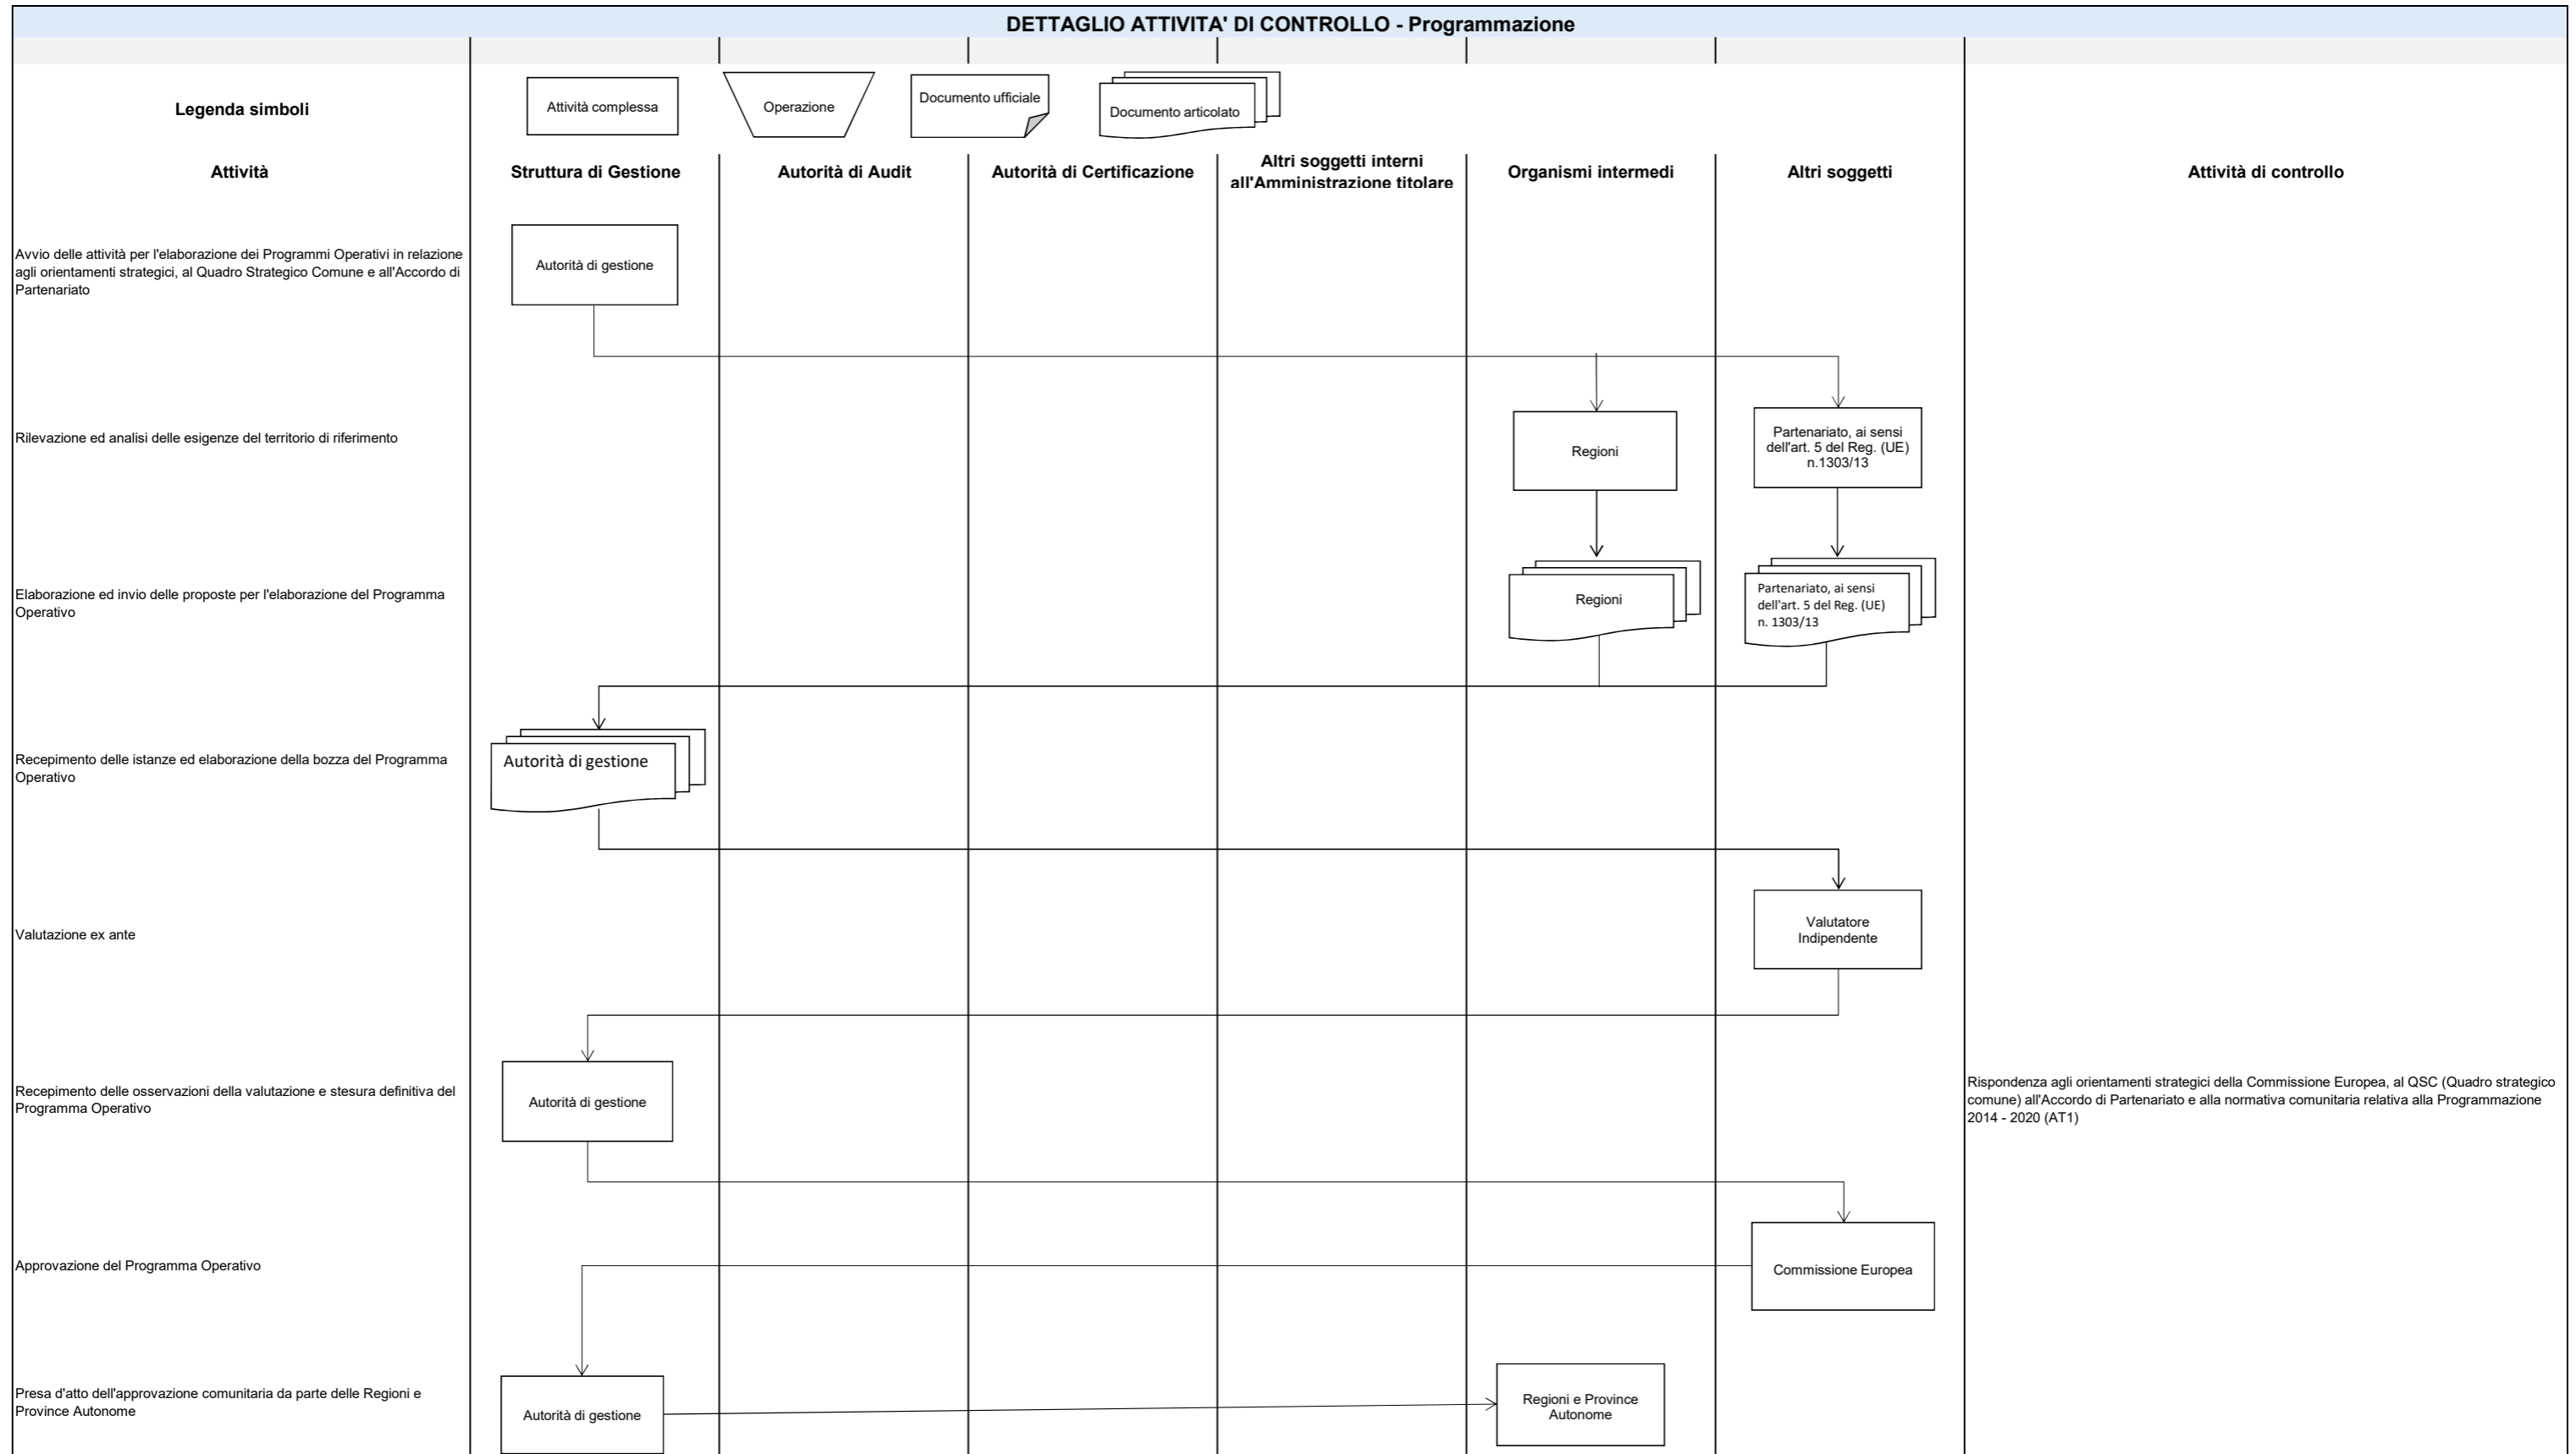 DETTAGLIO ATTIVITA' DI CONTROLLO - Programmazione
Legenda simboli
Attività complessa
Operazione
Documento ufficiale
Documento articolato
Attività
Struttura di Gestione
Autorità di Audit
Autorità di Certificazione
Altri soggetti interni
all'Amministrazione titolare
Organismi intermedi
Altri soggetti
Attività di controllo
Avvio delle attività per l'elaborazione dei Programmi Operativi in relazione
agli orientamenti strategici, al Quadro Strategico Comune e all'Accordo di
Partenariato
Autorità di gestione
Rilevazione ed analisi delle esigenze del territorio di riferimento
Regioni
Partenariato, ai sensi
dell'art. 5 del Reg. (UE)
n.1303/13
Elaborazione ed invio delle proposte per l'elaborazione del Programma
Operativo
Regioni
Partenariato, ai sensi
dell'art. 5 del Reg. (UE)
n. 1303/13
Recepimento delle istanze ed elaborazione della bozza del Programma
Operativo
Autorità di gestione
Valutazione ex ante
Valutatore
Indipendente
Recepimento delle osservazioni della valutazione e stesura definitiva del
Programma Operativo
Autorità di gestione
Rispondenza agli orientamenti strategici della Commissione Europea, al QSC (Quadro strategico
comune) all'Accordo di Partenariato e alla normativa comunitaria relativa alla Programmazione
2014 - 2020 (AT1)
Approvazione del Programma Operativo
Commissione Europea
Presa d'atto dell'approvazione comunitaria da parte delle Regioni e
Province Autonome
Autorità di gestione
Regioni e Province
Autonome